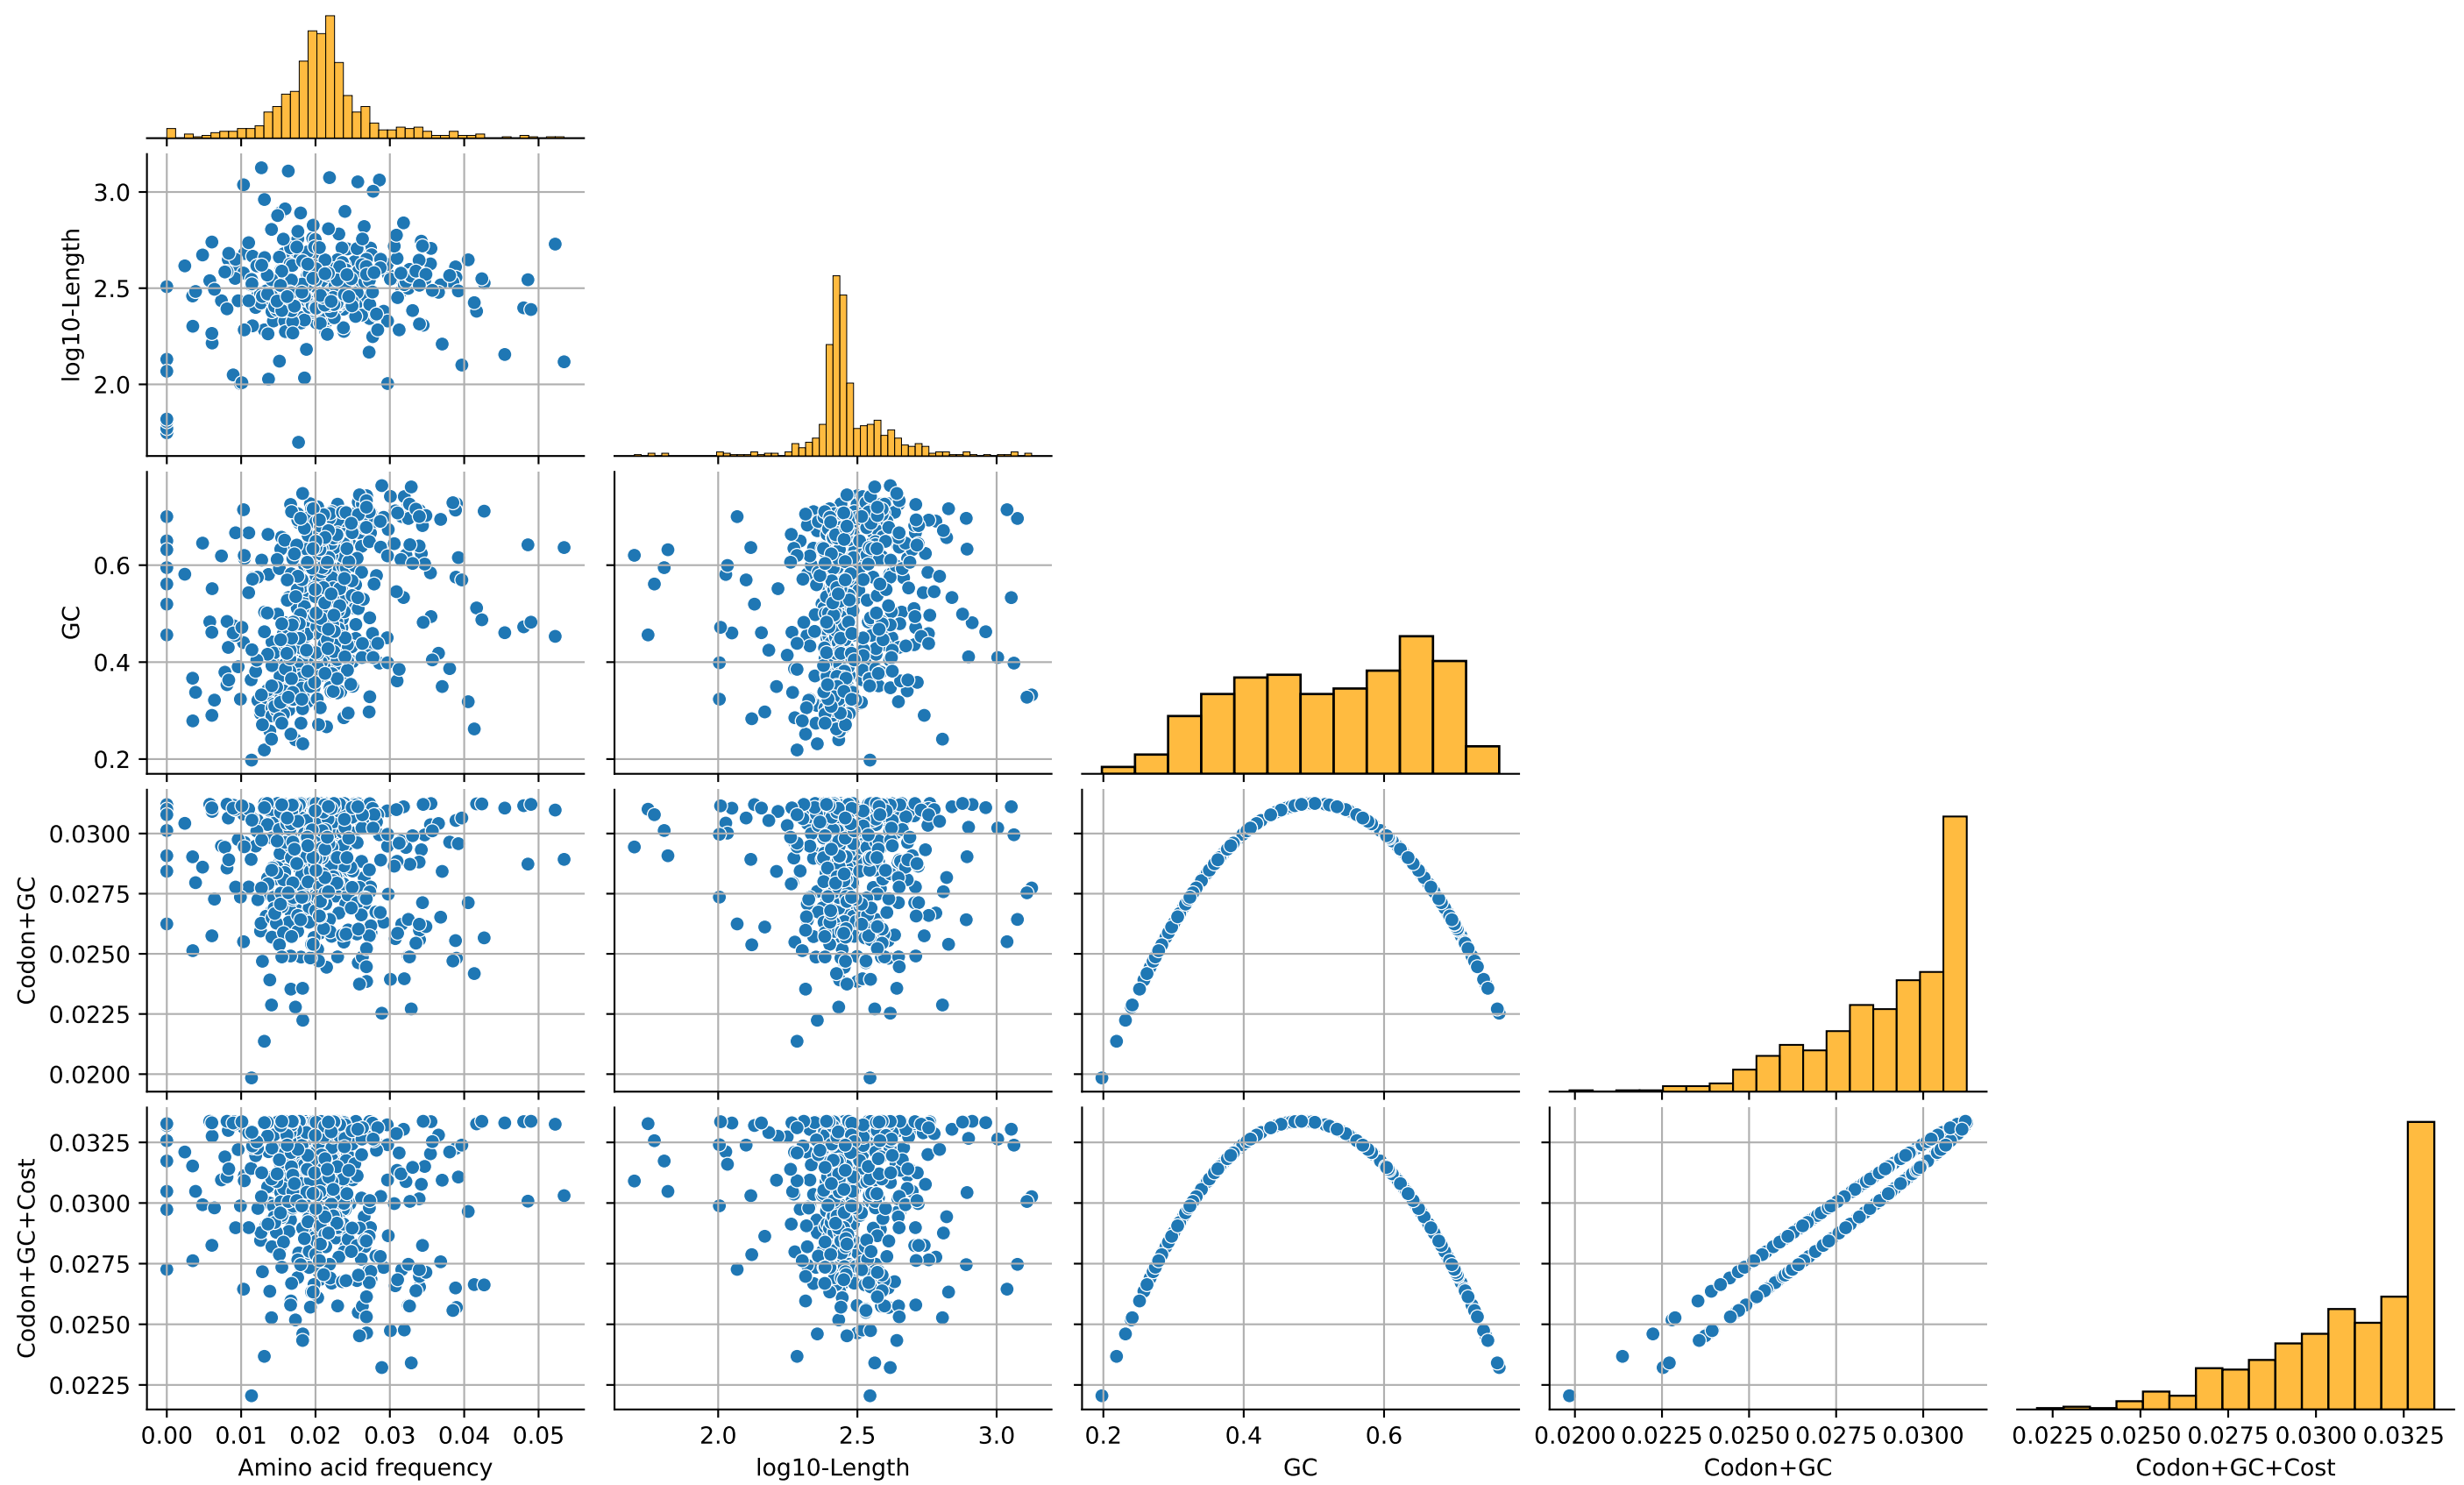 3.0
2.5
2.0
log10-Length
0.6
0.4
0.2
GC
0.0300
0.0275
0.0250
0.0225
0.0200
Codon+GC
0.0325
0.0300
0.0275
0.0250
0.0225
Codon+GC+Cost
0.00 0.01 0.02 0.03 0.04 0.05
Amino acid frequency
2.0 2.5 3.0
log10-Length
0.2 0.4 0.6
GC
0.0200 0.0225 0.0250 0.0275 0.0300
Codon+GC
0.0225 0.0250 0.0275 0.0300 0.0325
Codon+GC+Cost